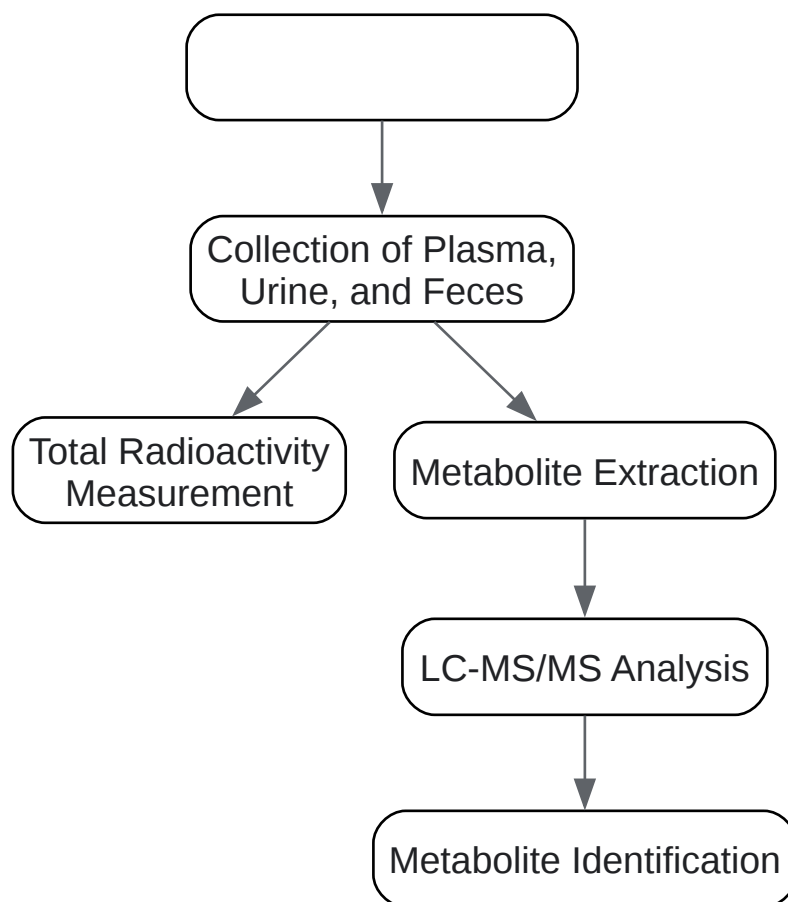 Collection of Plasma,
Urine, and Feces
Total Radioactivity
Measurement
Metabolite Extraction
LC-MS/MS Analysis
Metabolite Identification